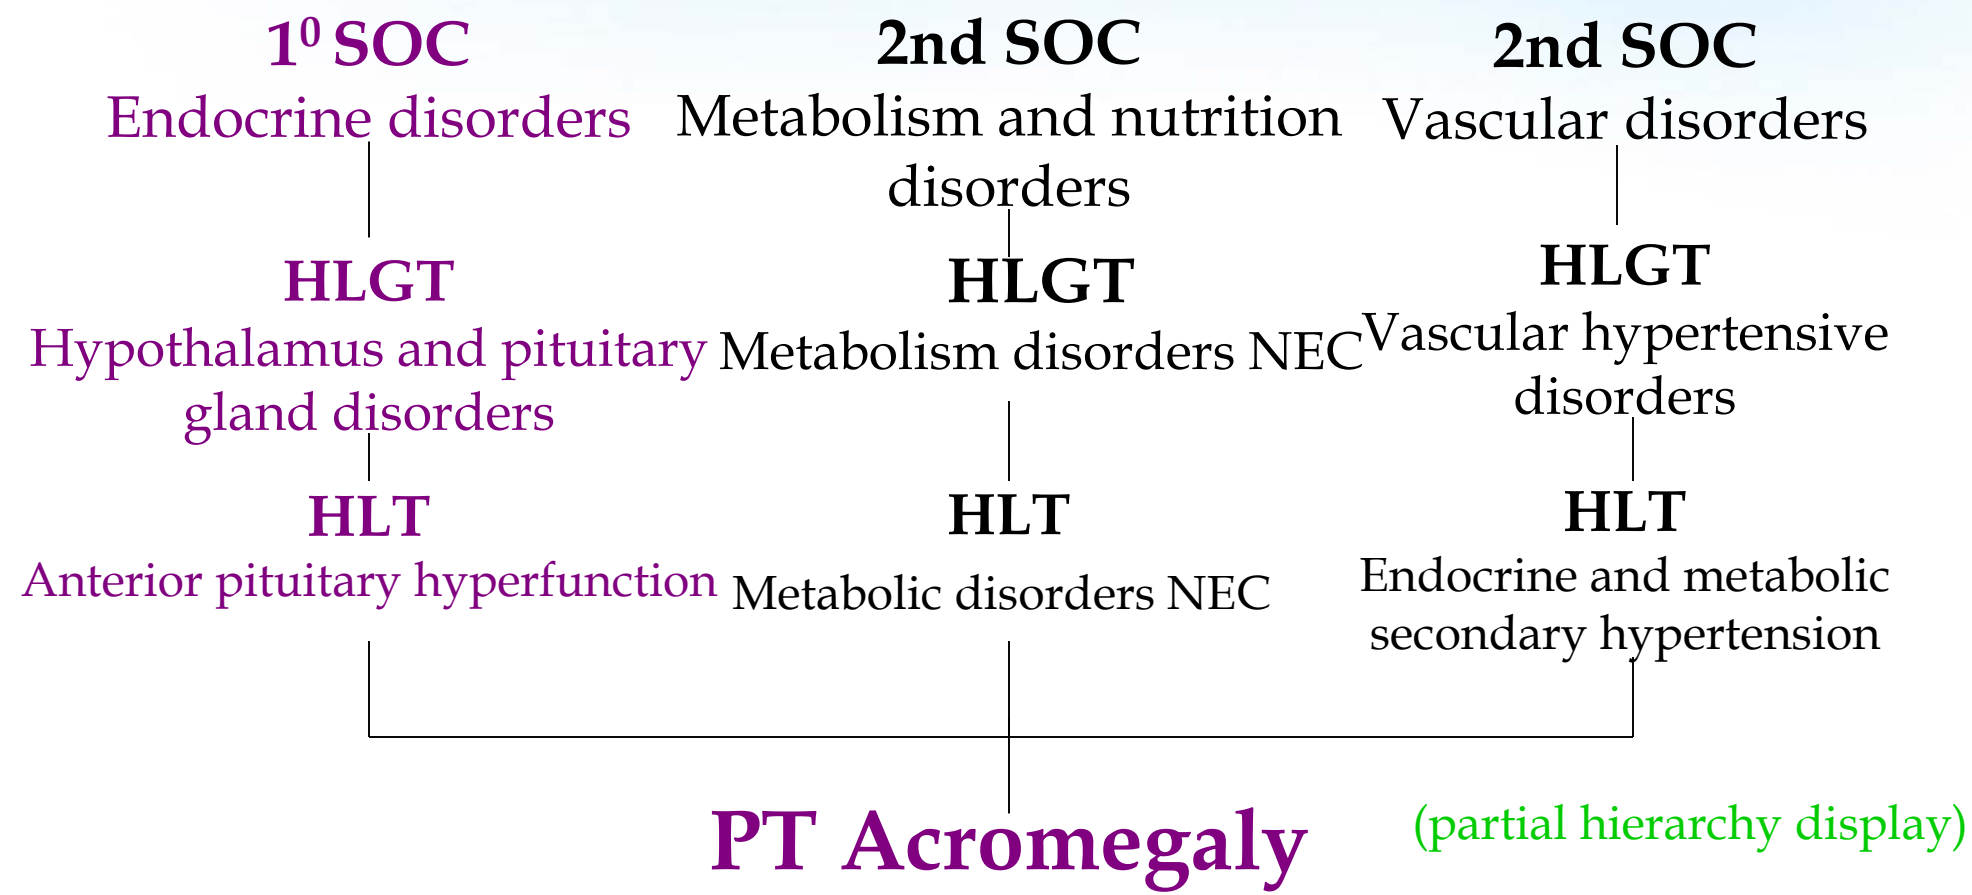 1⁰ SOC
Endocrine disorders
HLGT
Hypothalamus and pituitary
gland disorders
HLT
Anterior pituitary hyperfunction
2nd SOC
Metabolism and nutrition
disorders
HLGT
Metabolism disorders NEC
HLT
Metabolic disorders NEC
2nd SOC
Vascular disorders
HLGT
Vascular hypertensive
disorders
HLT
Endocrine and metabolic
secondary hypertension
PT Acromegaly
(partial hierarchy display)